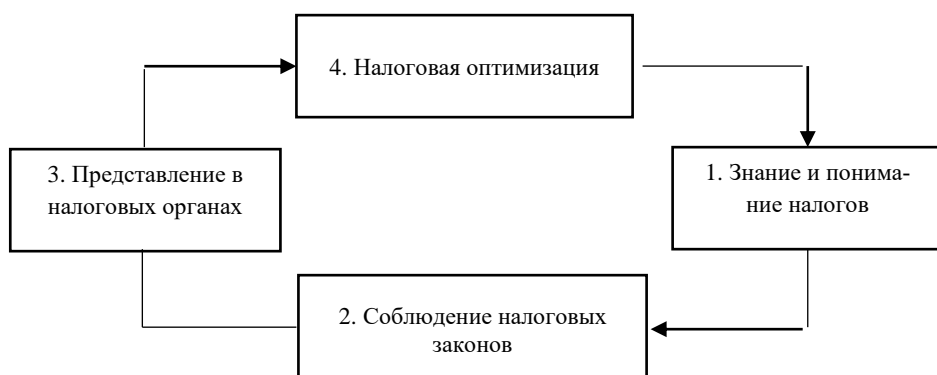 4. Налоговая оптимизация
3. Представление в
налоговых органах
1. Знание и понима-
ние налогов
2. Соблюдение налоговых
законов